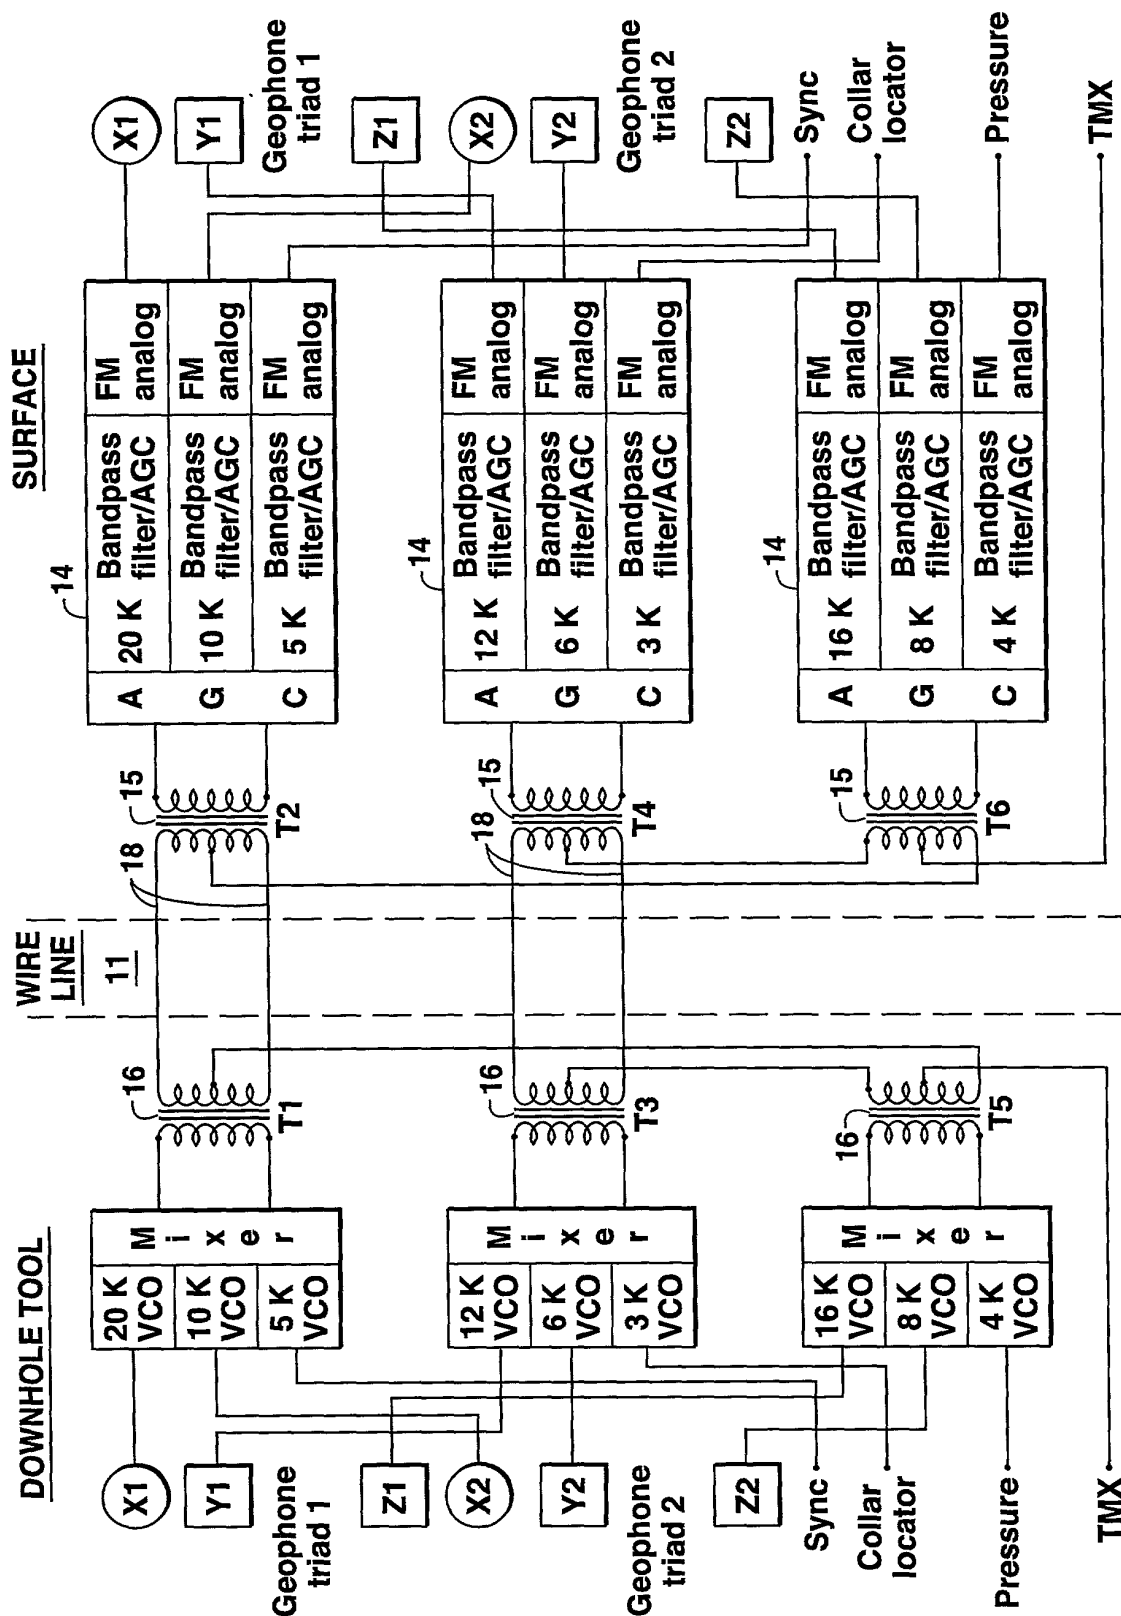 DOWNHOLE TOOL
WIRE
LINE
11
SURFACE
X1
Y1
Geophone
triad 1
Z1
X2
Y2
Geophone
triad 2
Z2
Sync
Collar
locator
Pressure
TMX
20 K
VCO
10 K
VCO
5 K
VCO
Mixer
12 K
VCO
6 K
VCO
3 K
VCO
Mixer
16 K
VCO
8 K
VCO
4 K
VCO
Mixer
16
T1
16
T3
16
T5
18
15
T2
18
15
T4
15
T6
14
A
G
C
20 K
Bandpass
filter/AGC
FM
analog
10 K
Bandpass
filter/AGC
FM
analog
5 K
Bandpass
filter/AGC
FM
analog
14
A
G
C
12 K
Bandpass
filter/AGC
FM
analog
6 K
Bandpass
filter/AGC
FM
analog
3 K
Bandpass
filter/AGC
FM
analog
14
A
G
C
16 K
Bandpass
filter/AGC
FM
analog
8 K
Bandpass
filter/AGC
FM
analog
4 K
Bandpass
filter/AGC
FM
analog
X1
Y1
Geophone
triad 1
Z1
X2
Y2
Geophone
triad 2
Z2
Sync
Collar
locator
Pressure
TMX